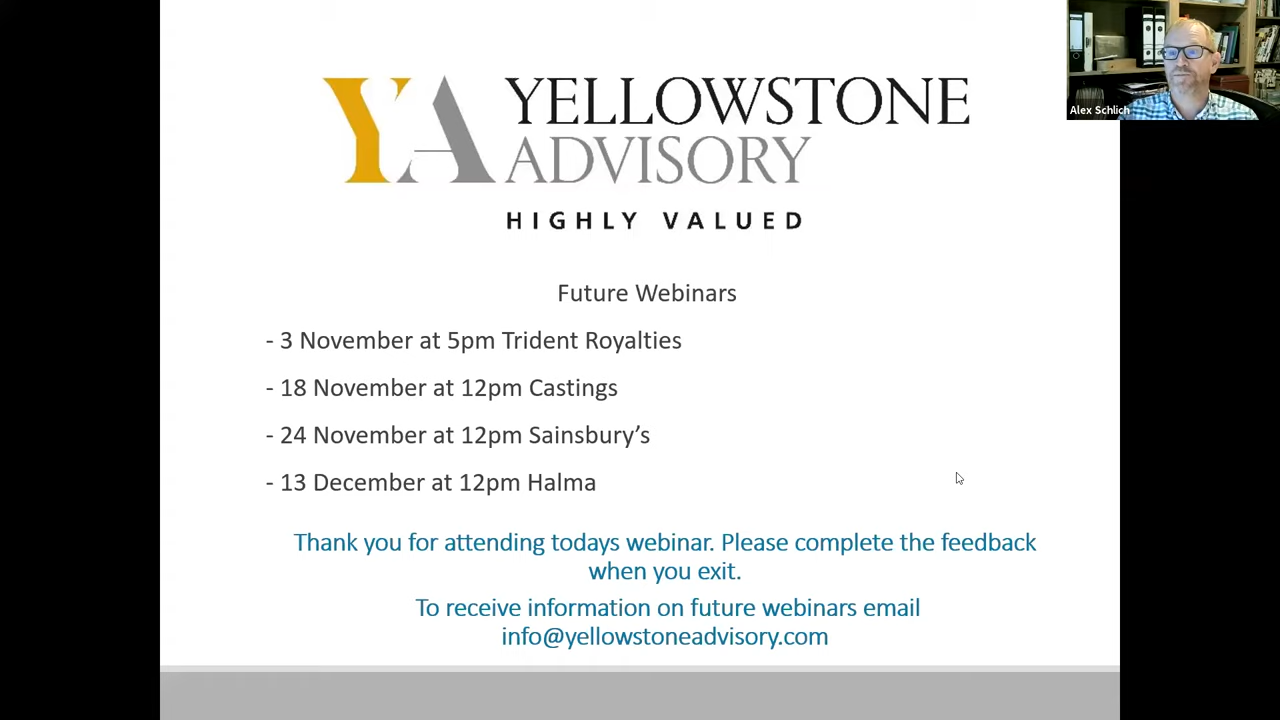 YA YELLOWSTONE
ADVISORY
HIGHLY VALUED
Alex Schlich
Future Webinars
- 3 November at 5pm Trident Royalties
- 18 November at 12pm Castings
- 24 November at 12pm Sainsbury’s
- 13 December at 12pm Halma
Thank you for attending todays webinar. Please complete the feedback
when you exit.
To receive information on future webinars email
info@yellowstoneadvisory.com